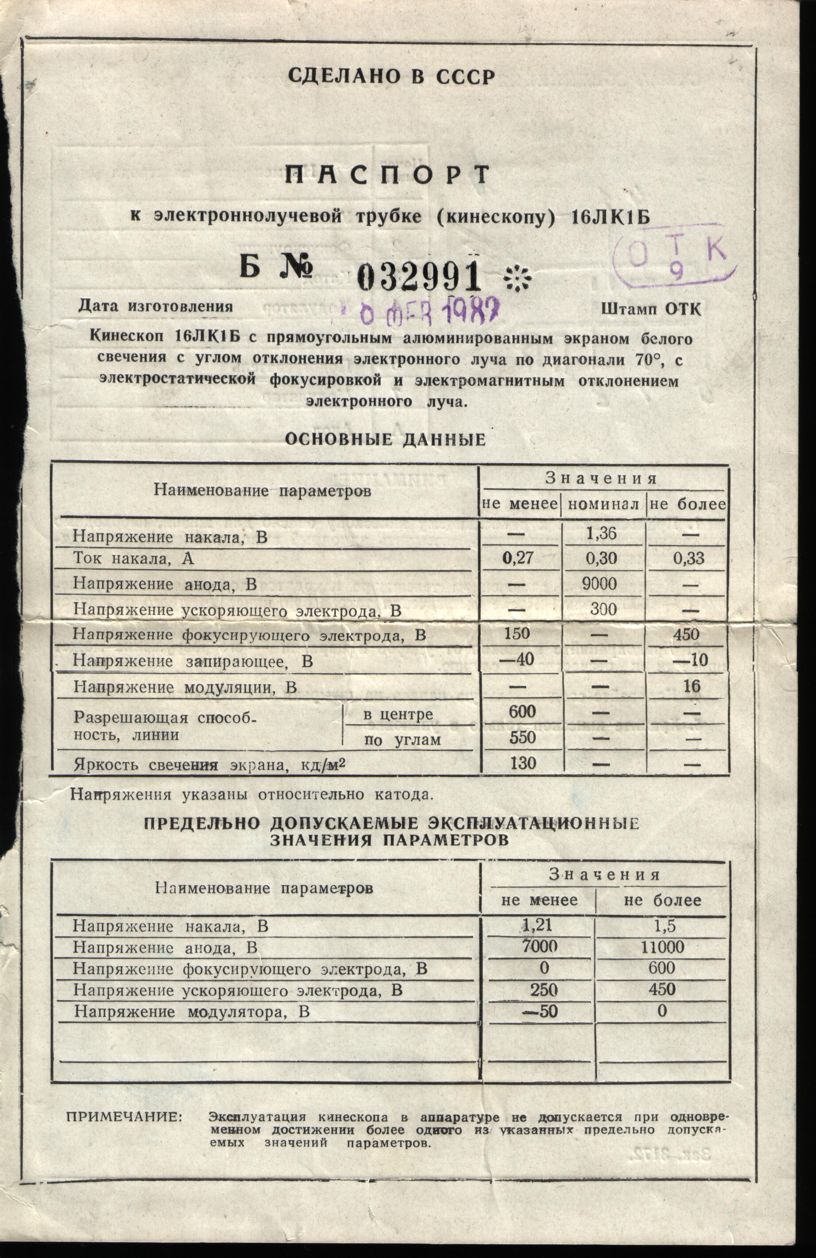 СДЕЛАНО В СССР
ПАСПОРТ
к электроннолучевой трубке (кинескопу) 16ЛК1Б
Б № 032991
ОТК
9
Дата изготовления
1982
Штамп ОТК
Кинескоп 16ЛК1Б с прямоугольным алюминированным экраном белого
свечения с углом отклонения электронного луча по диагонали 70°, с
электростатической фокусировкой и электромагнитным отклонением
электронного луча.
ОСНОВНЫЕ ДАННЫЕ
Наименование параметров
Значения
не менее номинал не более
Напряжение накала, В — 1,36 —
Ток накала, А 0,27 0,30 0,33
Напряжение анода, В — 9000 —
Напряжение ускоряющего электрода, В — 300 —
Напряжение фокусирующего электрода, В 150 — 450
Напряжение запирающее, В —40 — —10
Напряжение модуляции, В — — 16
Разрешающая способ-
ность, линии
в центре 600 — —
по углам 550 — —
Яркость свечения экрана, кд/м² 130 — —
Напряжения указаны относительно катода.
ПРЕДЕЛЬНО ДОПУСКАЕМЫЕ ЭКСПЛУАТАЦИОННЫЕ
ЗНАЧЕНИЯ ПАРАМЕТРОВ
Наименование параметров
Значения
не менее не более
Напряжение накала, В 1,21 1,5
Напряжение анода, В 7000 11000
Напряжение фокусирующего электрода, В 0 600
Напряжение ускоряющего электрода, В 250 450
Напряжение модулятора, В —50 0
ПРИМЕЧАНИЕ: Эксплуатация кинескопа в аппаратуре не допускается при одновре-
менном достижении более одного из указанных предельно допуска-
емых значений параметров.